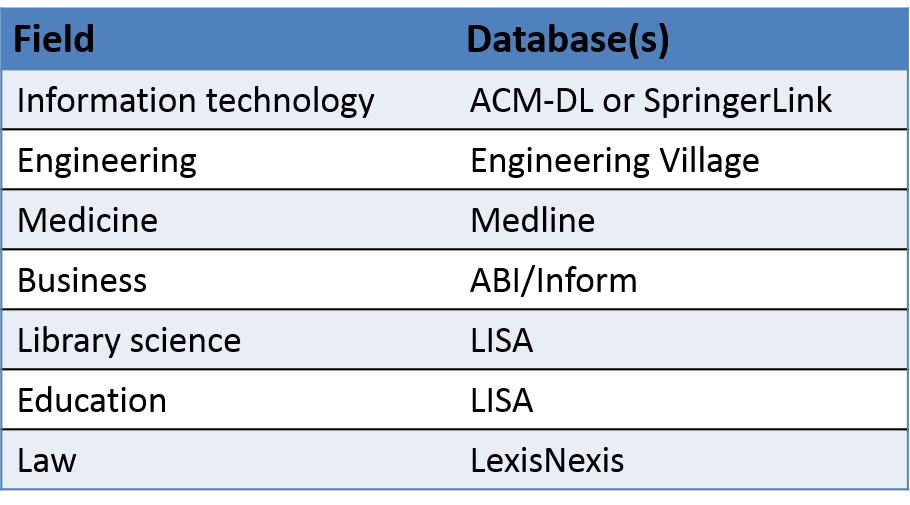 Field Database(s)
Information technology ACM-DL or SpringerLink
Engineering Engineering Village
Medicine Medline
Business ABI/Inform
Library science LISA
Education LISA
Law LexisNexis